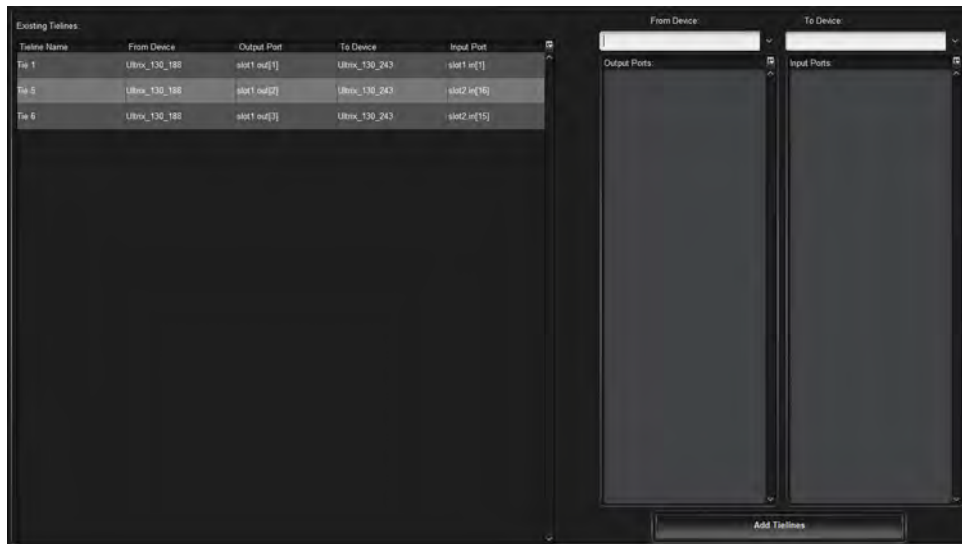 Existing Tielines:
Tieline Name From Device Output Port To Device Input Port
Tie 1 Ultrix_130_188 slot1 out[1] Ultrix_130_243 slot1 in[1]
Tie 5 Ultrix_130_188 slot1 out[2] Ultrix_130_243 slot2 in[16]
Tie 6 Ultrix_130_188 slot1 out[3] Ultrix_130_243 slot2 in[15]
From Device: To Device:
Output Ports: Input Ports:
Add Tielines